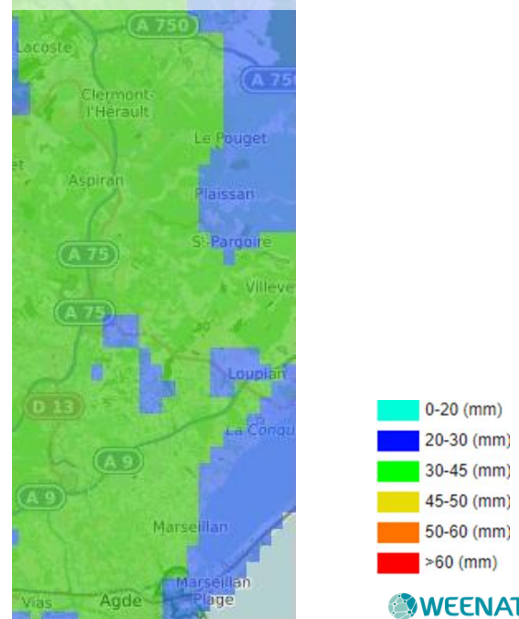 A 750
Lacoste
A 75
Clermont-
l'Hérault
Le Pouget
et
Aspiran
Plaissan
St-Pargoire
A 75
Villeve
A 75
Loupian
D 13
La Conqu
A 9
A 9
Marseillan
Marseillan
Plage
Vias
Agde
0-20 (mm)
20-30 (mm)
30-45 (mm)
45-50 (mm)
50-60 (mm)
>60 (mm)
WEENAT